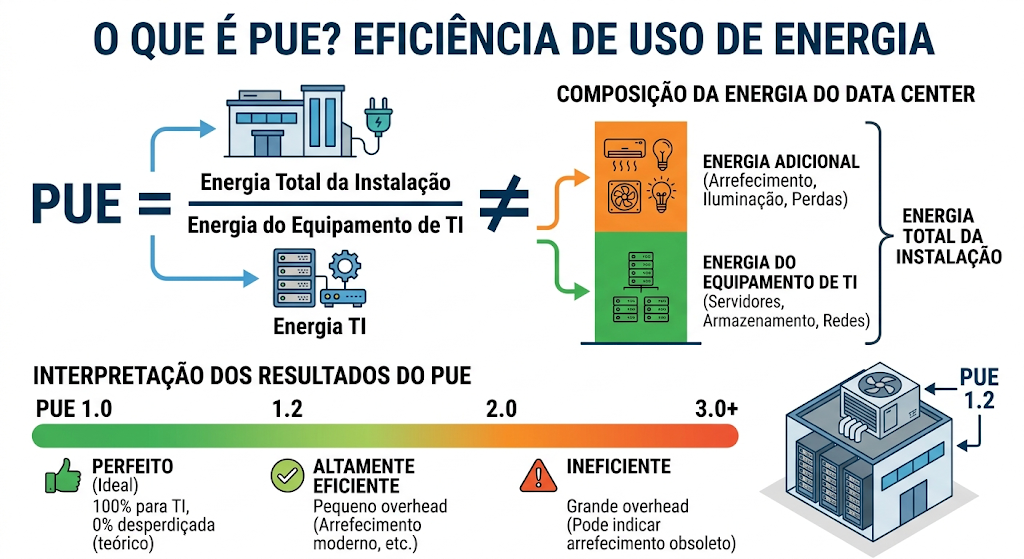 O QUE É PUE? EFICIÊNCIA DE USO DE ENERGIA
PUE =
Energia Total da Instalação
Energia do Equipamento de TI
Energia TI
≠
COMPOSIÇÃO DA ENERGIA DO DATA CENTER
ENERGIA ADICIONAL
(Arrefecimento,
Iluminação, Perdas)
ENERGIA DO
EQUIPAMENTO DE TI
(Servidores,
Armazenamento, Redes)
ENERGIA
TOTAL DA
INSTALAÇÃO
INTERPRETAÇÃO DOS RESULTADOS DO PUE
PUE 1.0 1.2 2.0 3.0+
PERFEITO
(Ideal)
100% para TI,
0% desperdiçada
(teórico)
ALTAMENTE
EFICIENTE
Pequeno overhead
(Arrefecimento
moderno, etc.)
INEFICIENTE
Grande overhead
(Pode indicar
arrefecimento obsoleto)
PUE
1.2